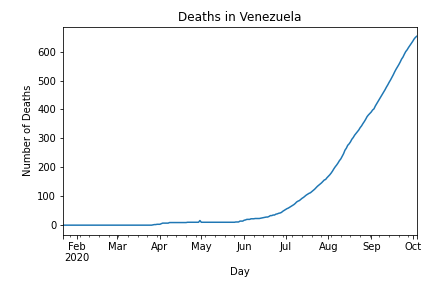 Deaths in Venezuela
Number of Deaths
600
500
400
300
200
100
0
Feb Mar Apr May Jun Jul Aug Sep Oct
2020
Day